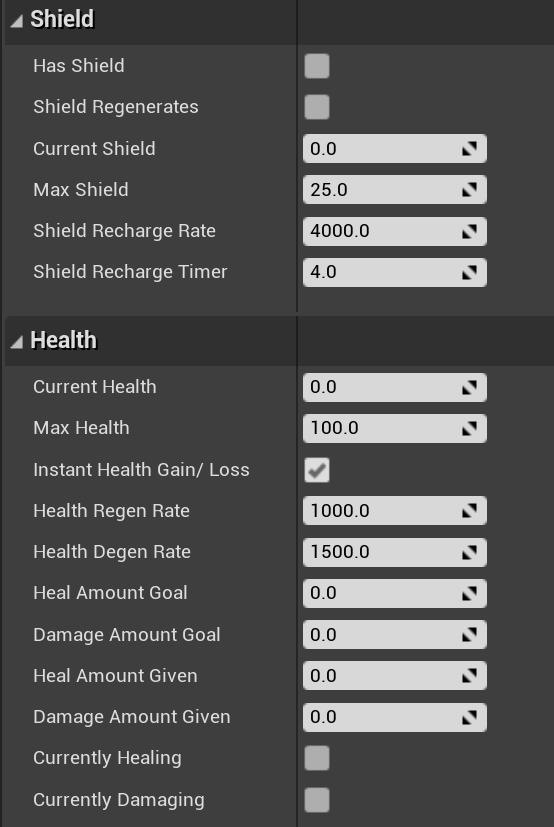 Shield
Has Shield
Shield Regenerates
Current Shield 0.0
Max Shield 25.0
Shield Recharge Rate 4000.0
Shield Recharge Timer 4.0
Health
Current Health 0.0
Max Health 100.0
Instant Health Gain/ Loss
Health Regen Rate 1000.0
Health Degen Rate 1500.0
Heal Amount Goal 0.0
Damage Amount Goal 0.0
Heal Amount Given 0.0
Damage Amount Given 0.0
Currently Healing
Currently Damaging